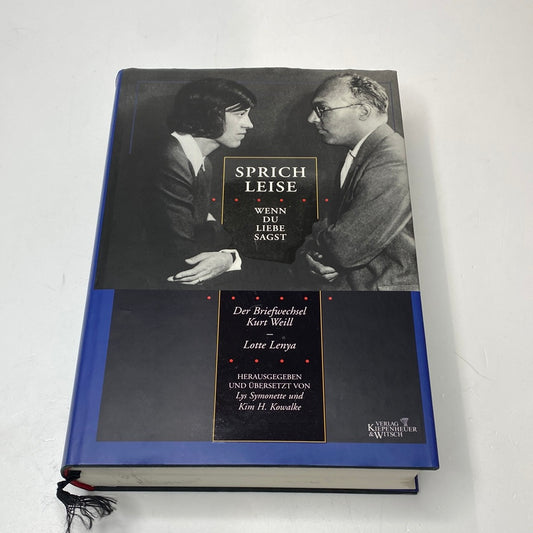 SPRICH
LEISE
WENN
DU
LIEBE
SAGST
Der Briefwechsel
Kurt Weill
–
Lotte Lenya
HERAUSGEGEBEN
UND ÜBERSETZT VON
Lys Symonette und
Kim H. Kowalke
VERLAG
KIEPENHEUER
& WITSCH